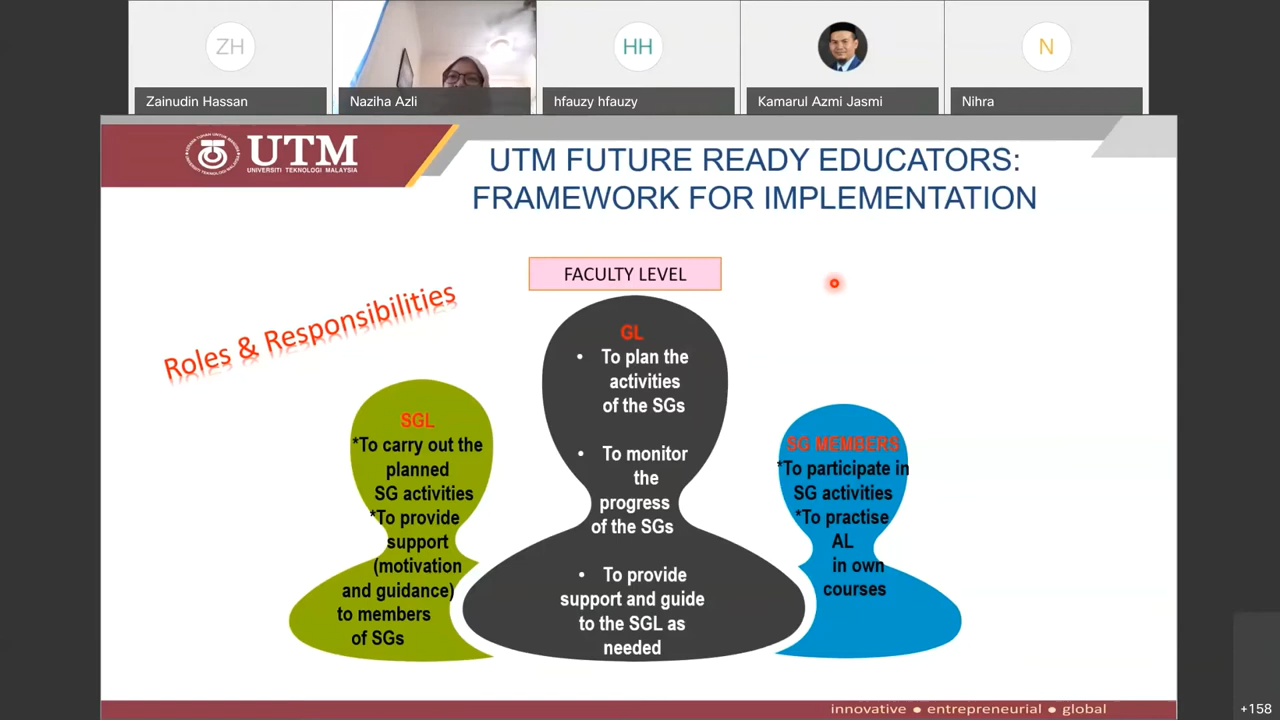 ZH
HH
N
Zainudin Hassan
Naziha Azli
hfauzy hfauzy
Kamarul Azmi Jasmi
Nihra
UTM
UNIVERSITI TEKNOLOGI MALAYSIA
UTM FUTURE READY EDUCATORS:
FRAMEWORK FOR IMPLEMENTATION
FACULTY LEVEL
Roles & Responsibilities
SGL
*To carry out the
planned
SG activities
*To provide
support
(motivation
and guidance)
to members
of SGs
GL
• To plan the
activities
of the SGs
• To monitor
the
progress
of the SGs
• To provide
support and guide
to the SGL as
needed
SG MEMBERS
*To participate in
SG activities
*To practise
AL
in own
courses
innovative ● entrepreneurial ● global
+158